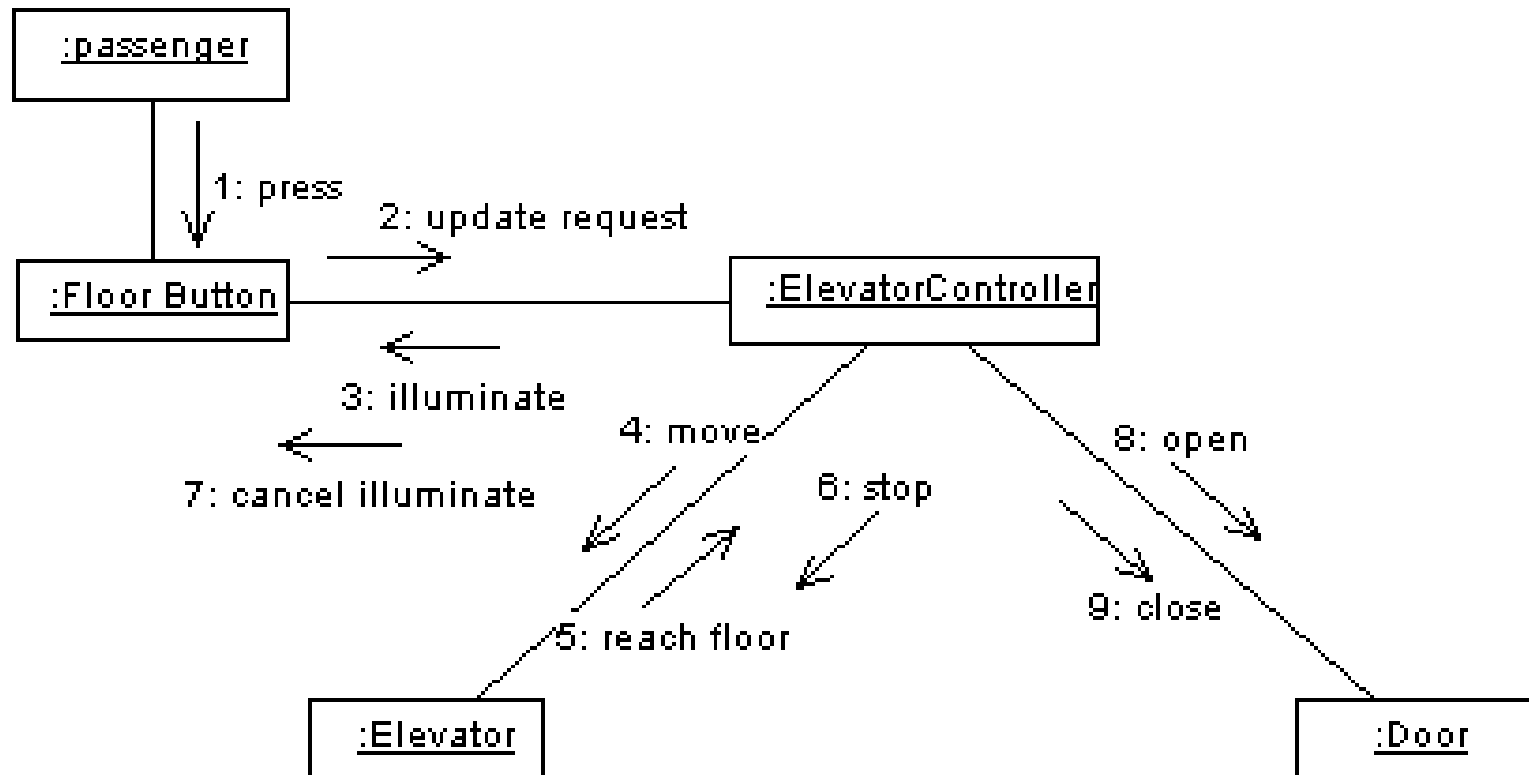 :passenger
1: press
2: update request
:Floor Button
:ElevatorController
3: illuminate
4: move
8: open
7: cancel illuminate
6: stop
9: close
5: reach floor
:Elevator
:Door